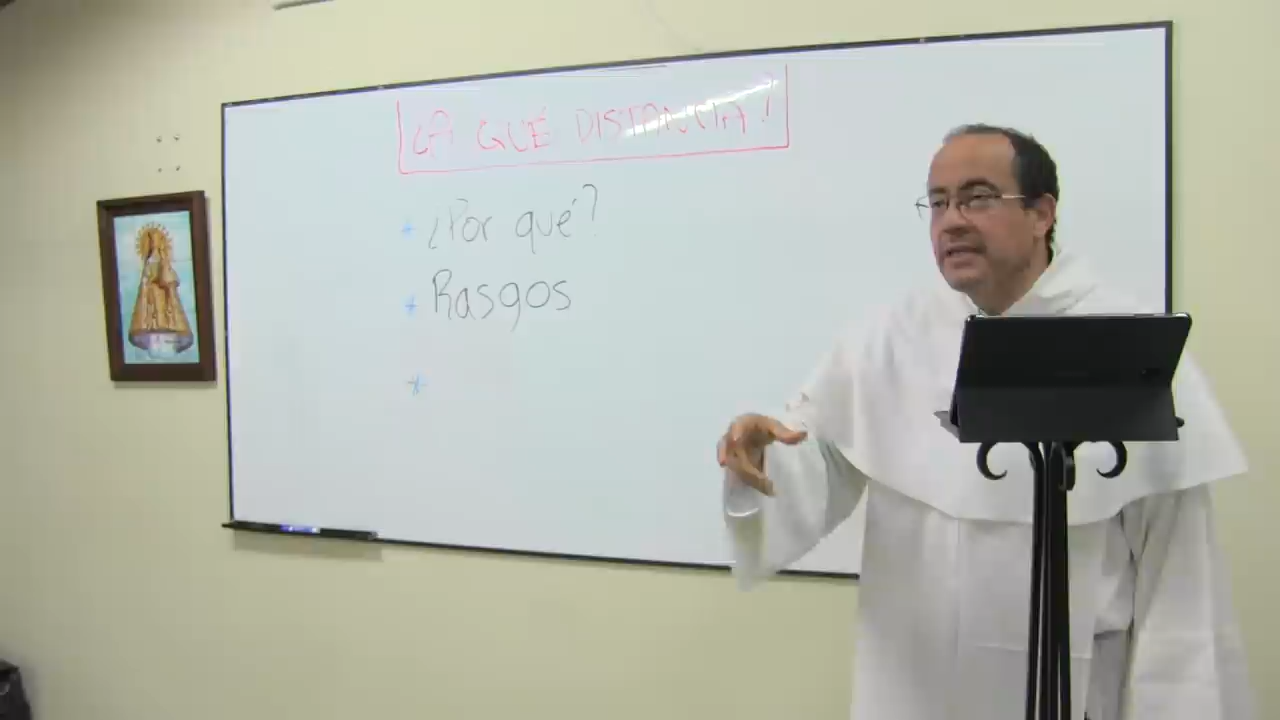 ¿A QUÉ DISTANCIA?
* ¿Por qué?
* Rasgos
*